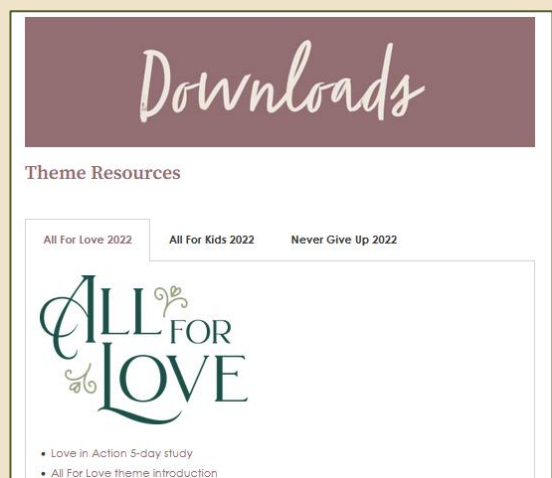 Downloads
Theme Resources
All For Love 2022 All For Kids 2022 Never Give Up 2022
ALL FOR
LOVE
• Love in Action 5-day study
• All For Love theme introduction